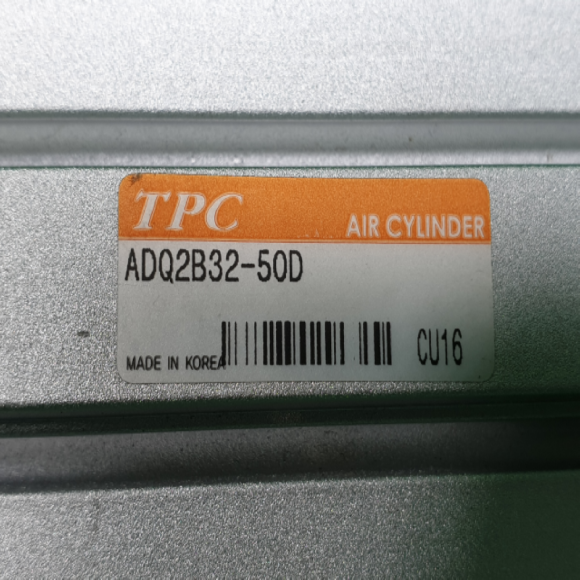 TPC
AIR CYLINDER
ADQ2B32-50D
MADE IN KOREA
CU16